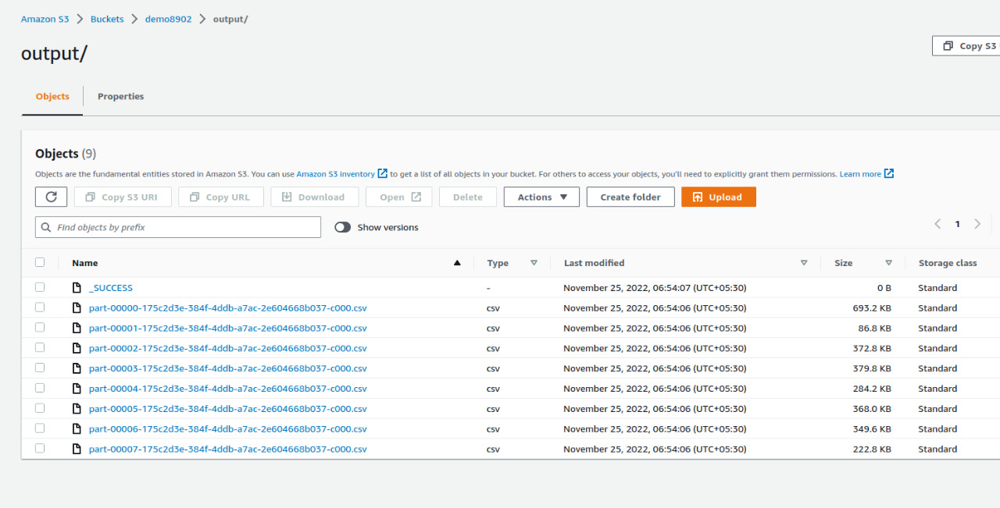 Amazon S3 > Buckets > demo8902 > output/
output/
Copy S3
Objects Properties
Objects (9)
Objects are the fundamental entities stored in Amazon S3. You can use Amazon S3 inventory to get a list of all objects in your bucket. For others to access your objects, you'll need to explicitly grant them permissions. Learn more
Copy S3 URI Copy URL Download Open Delete Actions Create folder Upload
Find objects by prefix Show versions 1
Name Type Last modified Size Storage class
_SUCCESS - November 25, 2022, 06:54:07 (UTC+05:30) 0 B Standard
part-00000-175c2d3e-384f-4ddb-a7ac-2e604668b037-c000.csv csv November 25, 2022, 06:54:06 (UTC+05:30) 693.2 KB Standard
part-00001-175c2d3e-384f-4ddb-a7ac-2e604668b037-c000.csv csv November 25, 2022, 06:54:06 (UTC+05:30) 86.8 KB Standard
part-00002-175c2d3e-384f-4ddb-a7ac-2e604668b037-c000.csv csv November 25, 2022, 06:54:06 (UTC+05:30) 372.8 KB Standard
part-00003-175c2d3e-384f-4ddb-a7ac-2e604668b037-c000.csv csv November 25, 2022, 06:54:06 (UTC+05:30) 379.8 KB Standard
part-00004-175c2d3e-384f-4ddb-a7ac-2e604668b037-c000.csv csv November 25, 2022, 06:54:06 (UTC+05:30) 284.2 KB Standard
part-00005-175c2d3e-384f-4ddb-a7ac-2e604668b037-c000.csv csv November 25, 2022, 06:54:06 (UTC+05:30) 368.0 KB Standard
part-00006-175c2d3e-384f-4ddb-a7ac-2e604668b037-c000.csv csv November 25, 2022, 06:54:06 (UTC+05:30) 349.6 KB Standard
part-00007-175c2d3e-384f-4ddb-a7ac-2e604668b037-c000.csv csv November 25, 2022, 06:54:06 (UTC+05:30) 222.8 KB Standard